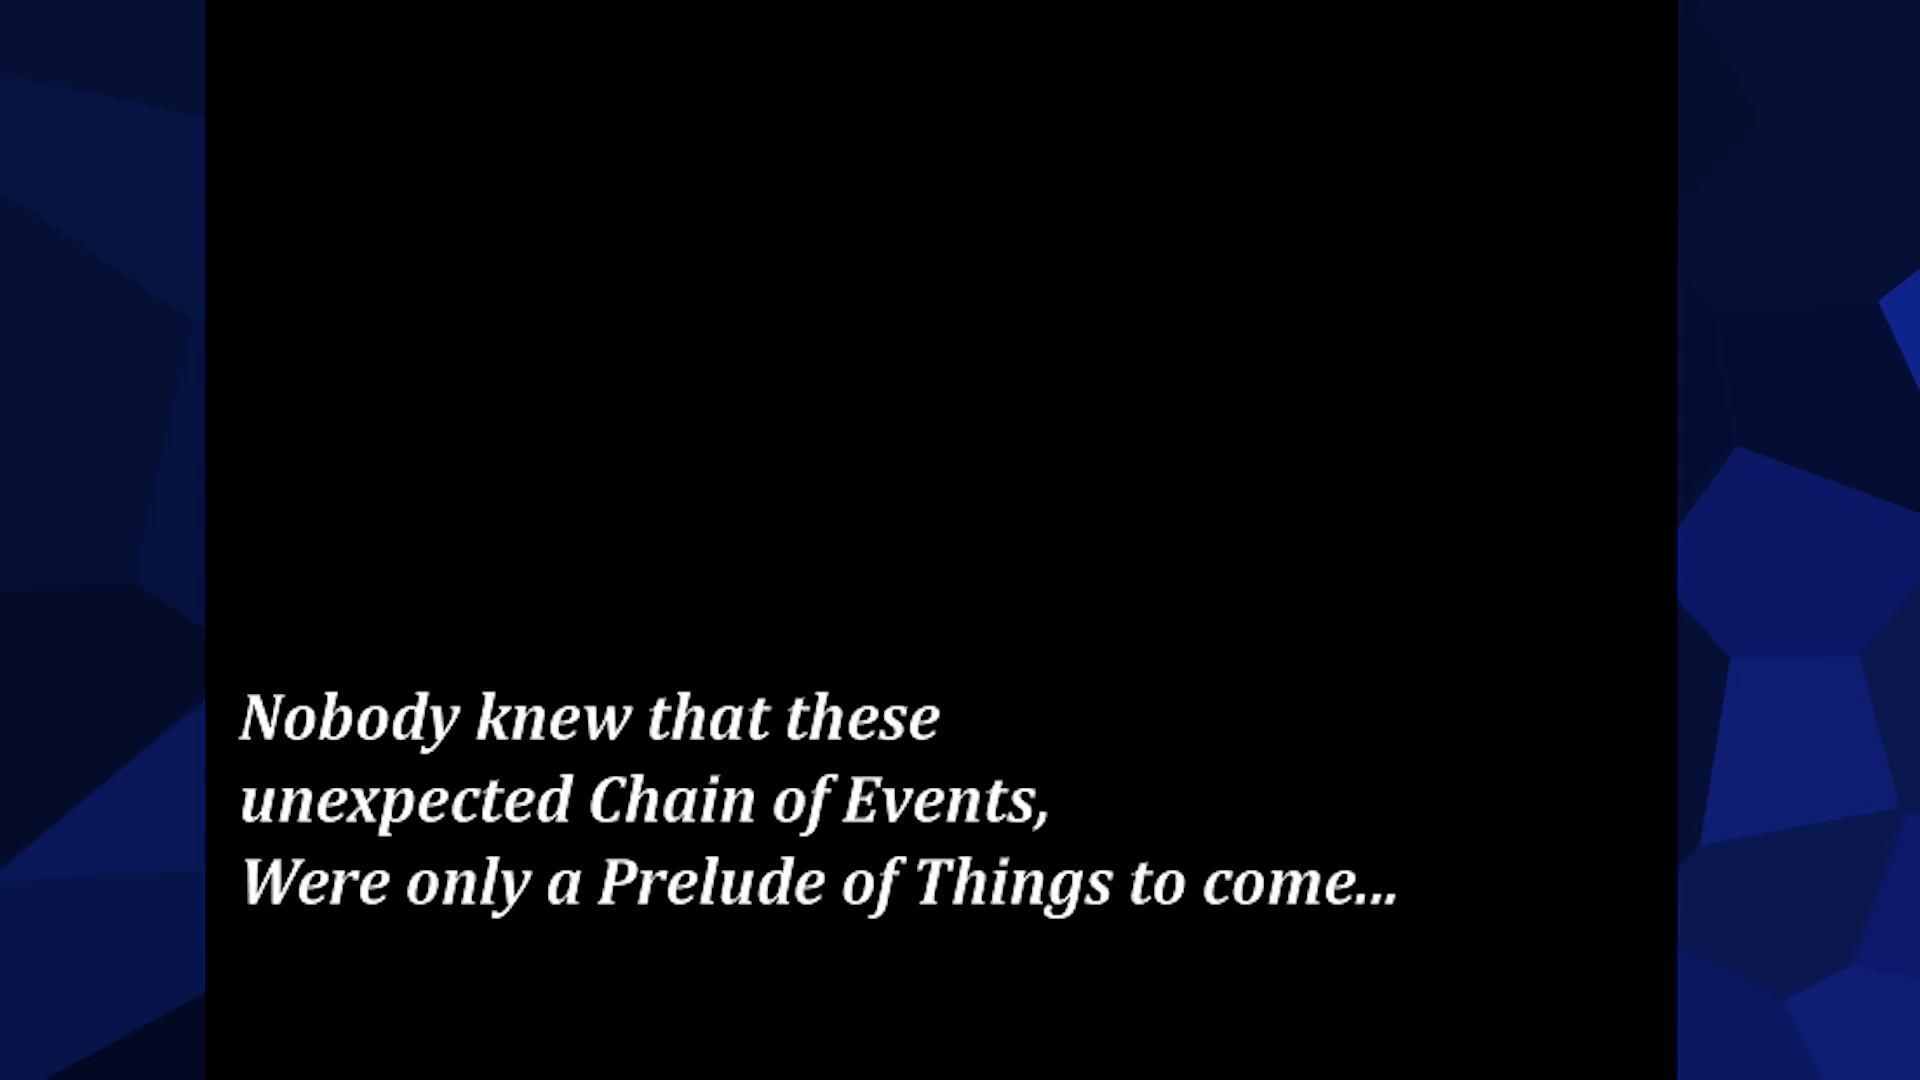 Nobody knew that these
unexpected Chain of Events,
Were only a Prelude of Things to come...